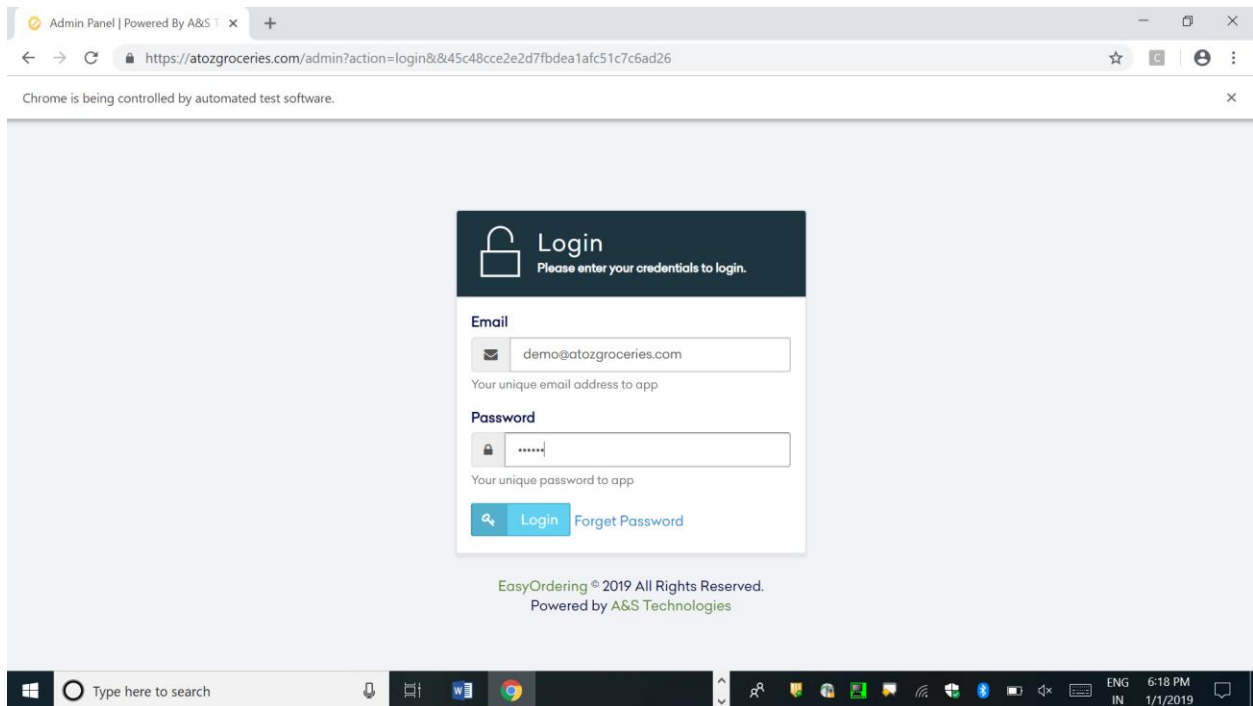 Admin Panel | Powered By A&S T
https://atozgroceries.com/admin?action=login&&45c48cce2e2d7fbdea1afc51c7c6ad26
C
Chrome is being controlled by automated test software.
Login
Please enter your credentials to login.
Email
demo@atozgroceries.com
Your unique email address to app
Password
••••••
Your unique password to app
Login Forget Password
EasyOrdering © 2019 All Rights Reserved.
Powered by A&S Technologies
Type here to search
W
ENG 6:18 PM
IN 1/1/2019